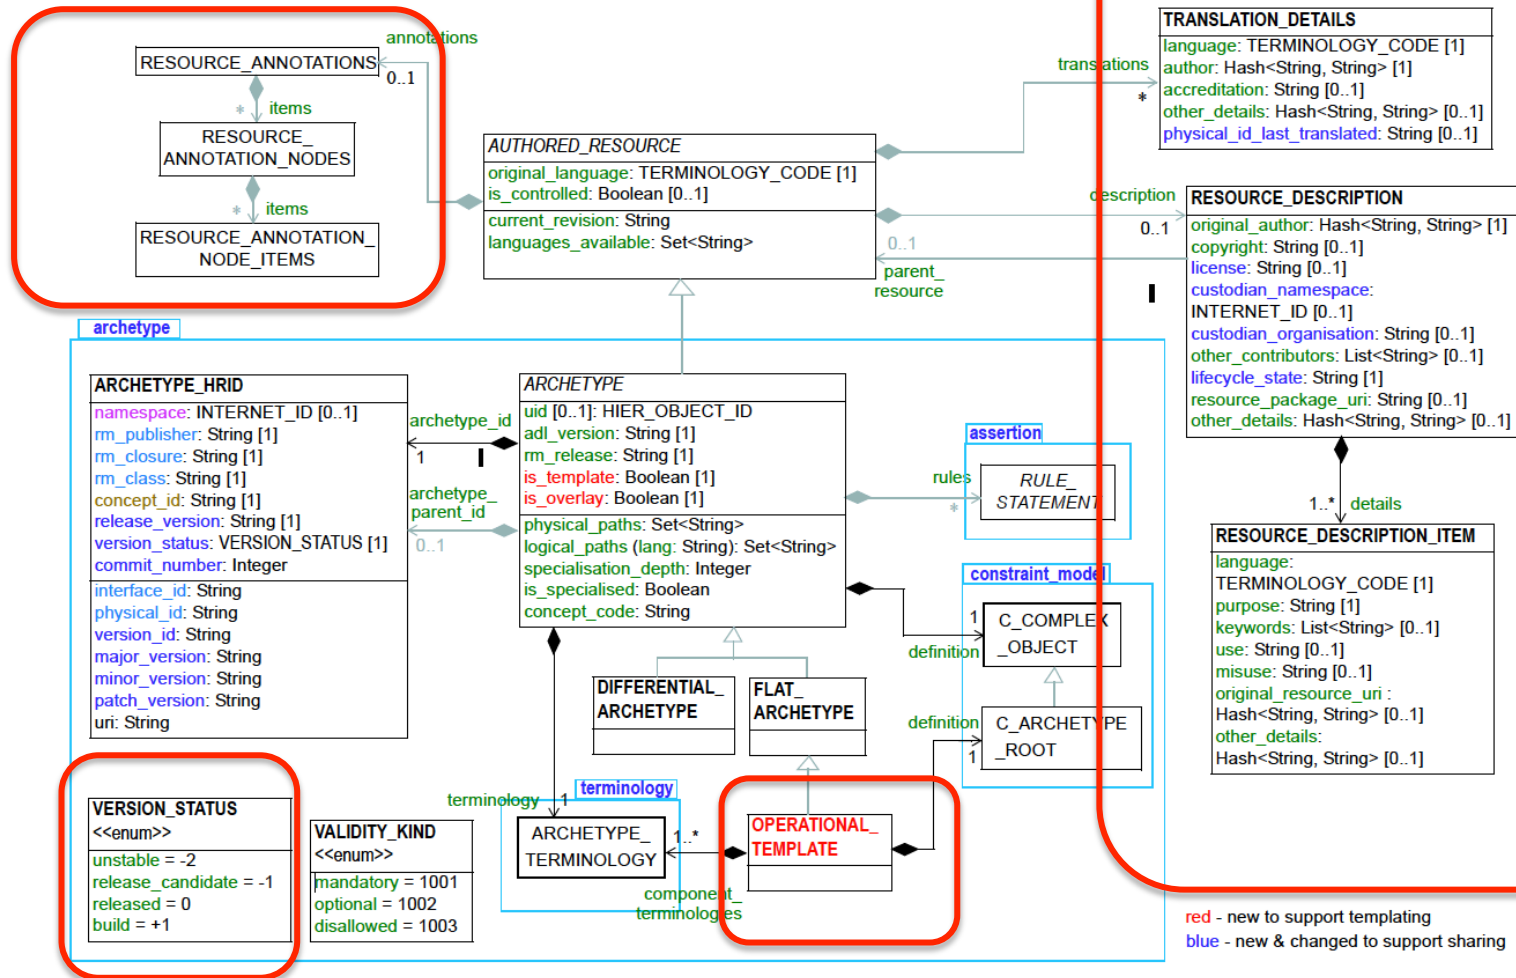 annotations
RESOURCE_ANNOTATIONS
0..1
* items
RESOURCE_
ANNOTATION_NODES
* items
RESOURCE_ANNOTATION_
NODE_ITEMS
AUTHORED_RESOURCE
original_language: TERMINOLOGY_CODE [1]
is_controlled: Boolean [0..1]
current_revision: String
languages_available: Set<String>
translations
*
TRANSLATION_DETAILS
language: TERMINOLOGY_CODE [1]
author: Hash<String, String> [1]
accreditation: String [0..1]
other_details: Hash<String, String> [0..1]
physical_id_last_translated: String [0..1]
description
0..1
0..1
parent_
resource
RESOURCE_DESCRIPTION
original_author: Hash<String, String> [1]
copyright: String [0..1]
license: String [0..1]
custodian_namespace:
INTERNET_ID [0..1]
custodian_organisation: String [0..1]
other_contributors: List<String> [0..1]
lifecycle_state: String [1]
resource_package_uri: String [0..1]
other_details: Hash<String, String> [0..1]
1..* details
RESOURCE_DESCRIPTION_ITEM
language:
TERMINOLOGY_CODE [1]
purpose: String [1]
keywords: List<String> [0..1]
use: String [0..1]
misuse: String [0..1]
original_resource_uri :
Hash<String, String> [0..1]
other_details:
Hash<String, String> [0..1]
archetype
ARCHETYPE_HRID
namespace: INTERNET_ID [0..1]
rm_publisher: String [1]
rm_closure: String [1]
rm_class: String [1]
concept_id: String [1]
release_version: String [1]
version_status: VERSION_STATUS [1]
commit_number: Integer
interface_id: String
physical_id: String
version_id: String
major_version: String
minor_version: String
patch_version: String
uri: String
archetype_id
1
archetype_
parent_id
0..1
ARCHETYPE
uid [0..1]: HIER_OBJECT_ID
adl_version: String [1]
rm_release: String [1]
is_template: Boolean [1]
is_overlay: Boolean [1]
physical_paths: Set<String>
logical_paths (lang: String): Set<String>
specialisation_depth: Integer
is_specialised: Boolean
concept_code: String
assertion
rules
*
RULE_
STATEMENT
constraint_model
1
definition
C_COMPLEX
_OBJECT
definition
1
C_ARCHETYPE
_ROOT
DIFFERENTIAL_
ARCHETYPE
FLAT_
ARCHETYPE
VERSION_STATUS
<<enum>>
unstable = -2
release_candidate = -1
released = 0
build = +1
VALIDITY_KIND
<<enum>>
mandatory = 1001
optional = 1002
disallowed = 1003
terminology
terminology 1
ARCHETYPE_
TERMINOLOGY
1..*
component_
terminologies
OPERATIONAL_
TEMPLATE
red - new to support templating
blue - new & changed to support sharing